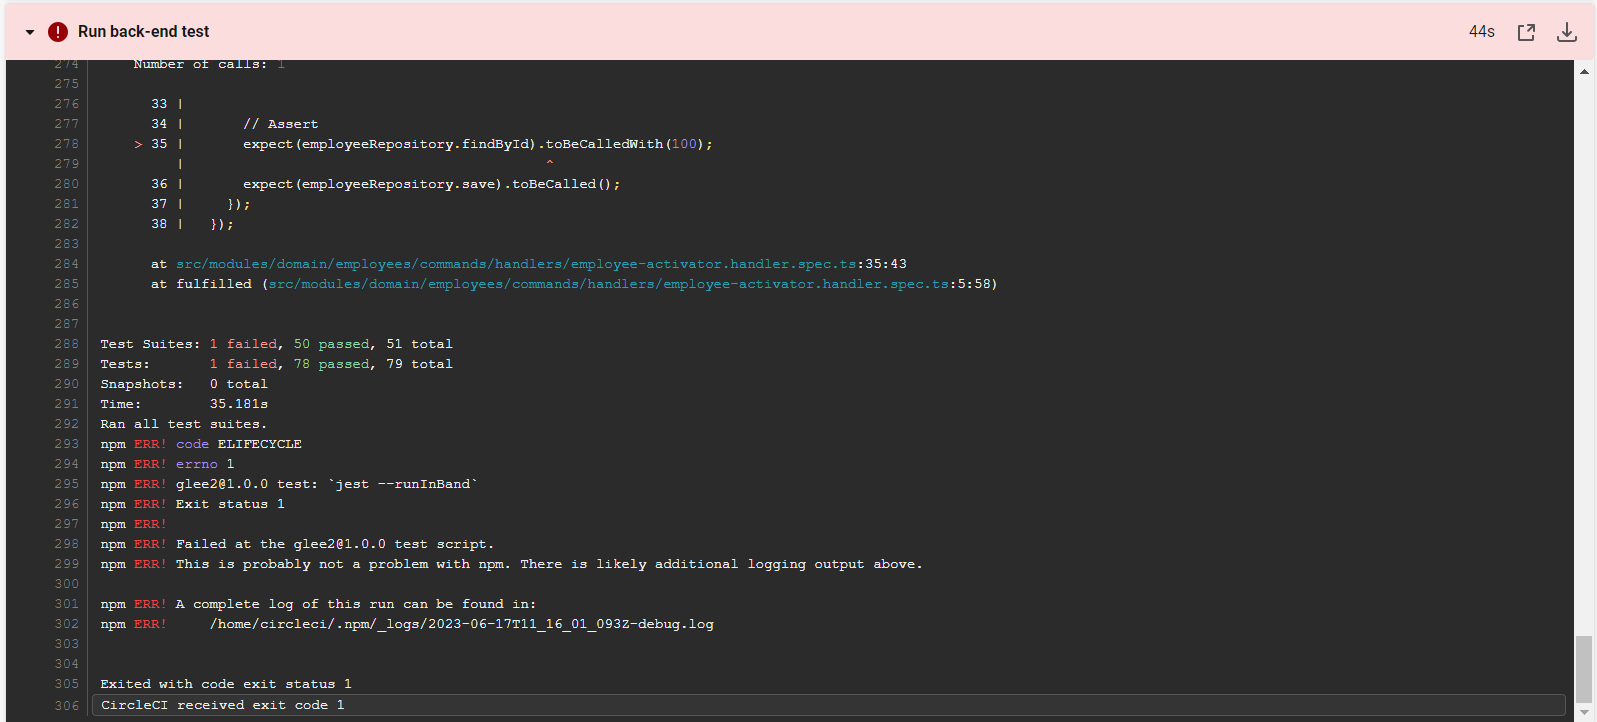 Run back-end test 44s
274 Number of calls: 1
275
276 33 |
277 34 | // Assert
278 > 35 | expect(employeeRepository.findById).toBeCalledWith(100);
279 | ^
280 36 | expect(employeeRepository.save).toBeCalled();
281 37 | });
282 38 | });
283
284 at src/modules/domain/employees/commands/handlers/employee-activator.handler.spec.ts:35:43
285 at fulfilled (src/modules/domain/employees/commands/handlers/employee-activator.handler.spec.ts:5:58)
286
287
288 Test Suites: 1 failed, 50 passed, 51 total
289 Tests: 1 failed, 78 passed, 79 total
290 Snapshots: 0 total
291 Time: 35.181s
292 Ran all test suites.
293 npm ERR! code ELIFECYCLE
294 npm ERR! errno 1
295 npm ERR! glee2@1.0.0 test: `jest --runInBand`
296 npm ERR! Exit status 1
297 npm ERR!
298 npm ERR! Failed at the glee2@1.0.0 test script.
299 npm ERR! This is probably not a problem with npm. There is likely additional logging output above.
300
301 npm ERR! A complete log of this run can be found in:
302 npm ERR! /home/circleci/.npm/_logs/2023-06-17T11_16_01_093Z-debug.log
303
304
305 Exited with code exit status 1
306 CircleCI received exit code 1